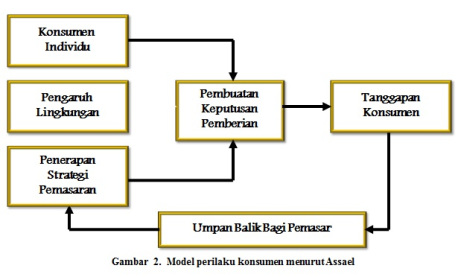 Konsumen
Individu
Pengaruh
Lingkungan
Penerapan
Strategi
Pemasaran
Pembuatan
Keputusan
Pemberian
Tanggapan
Konsumen
Umpan Balik Bagi Pemasar
Gambar 2. Model perilaku konsumen menurut Assael